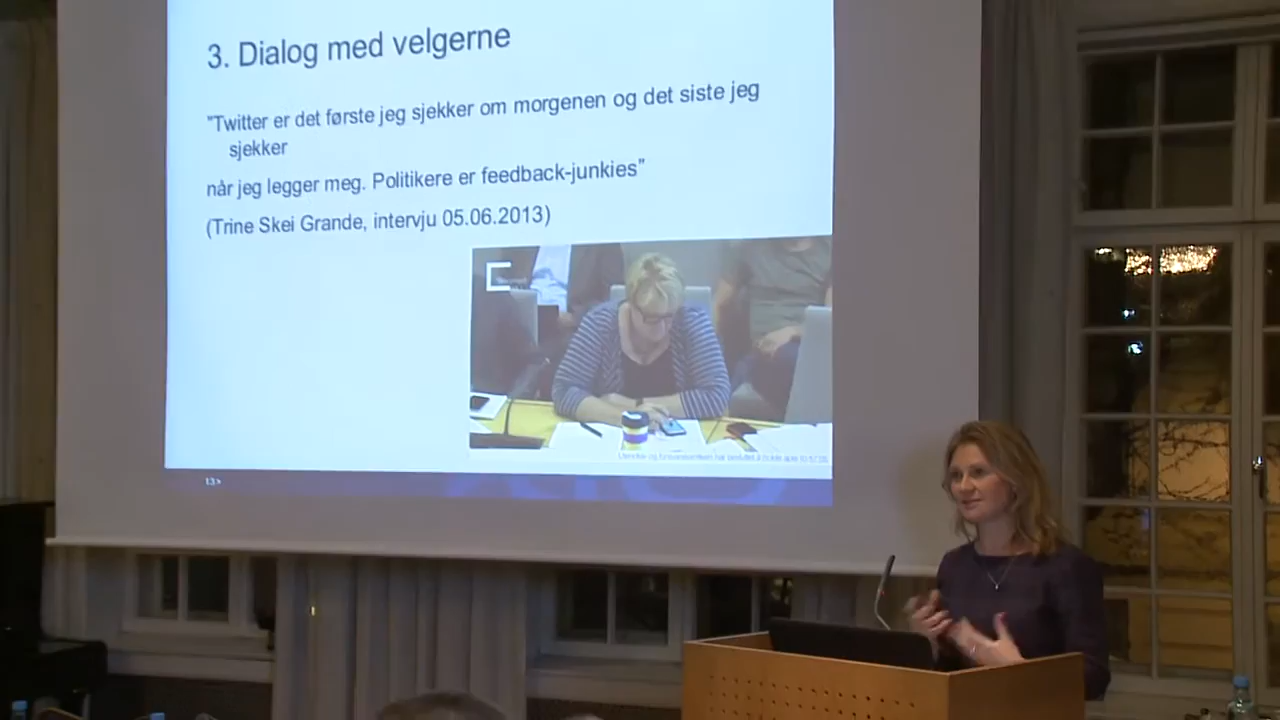 3. Dialog med velgerne
"Twitter er det første jeg sjekker om morgenen og det siste jeg
sjekker
når jeg legger meg. Politikere er feedback-junkies"
(Trine Skei Grande, intervju 05.06.2013)
13>